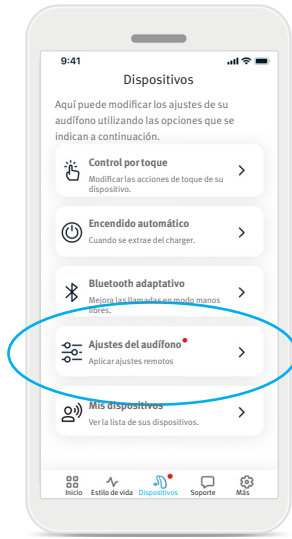 9:41
Dispositivos
Aquí puede modificar los ajustes de su
audífono utilizando las opciones que se
indican a continuación.
Control por toque
Modificar las acciones de toque de su
dispositivo.
Encendido automático
Cuando se extrae del charger.
Bluetooth adaptativo
Mejora las llamadas en modo manos
libres.
Ajustes del audífono
Aplicar ajustes remotos
Mis dispositivos
Ver la lista de sus dispositivos.
Inicio Estilo de vida Dispositivos Soporte Más